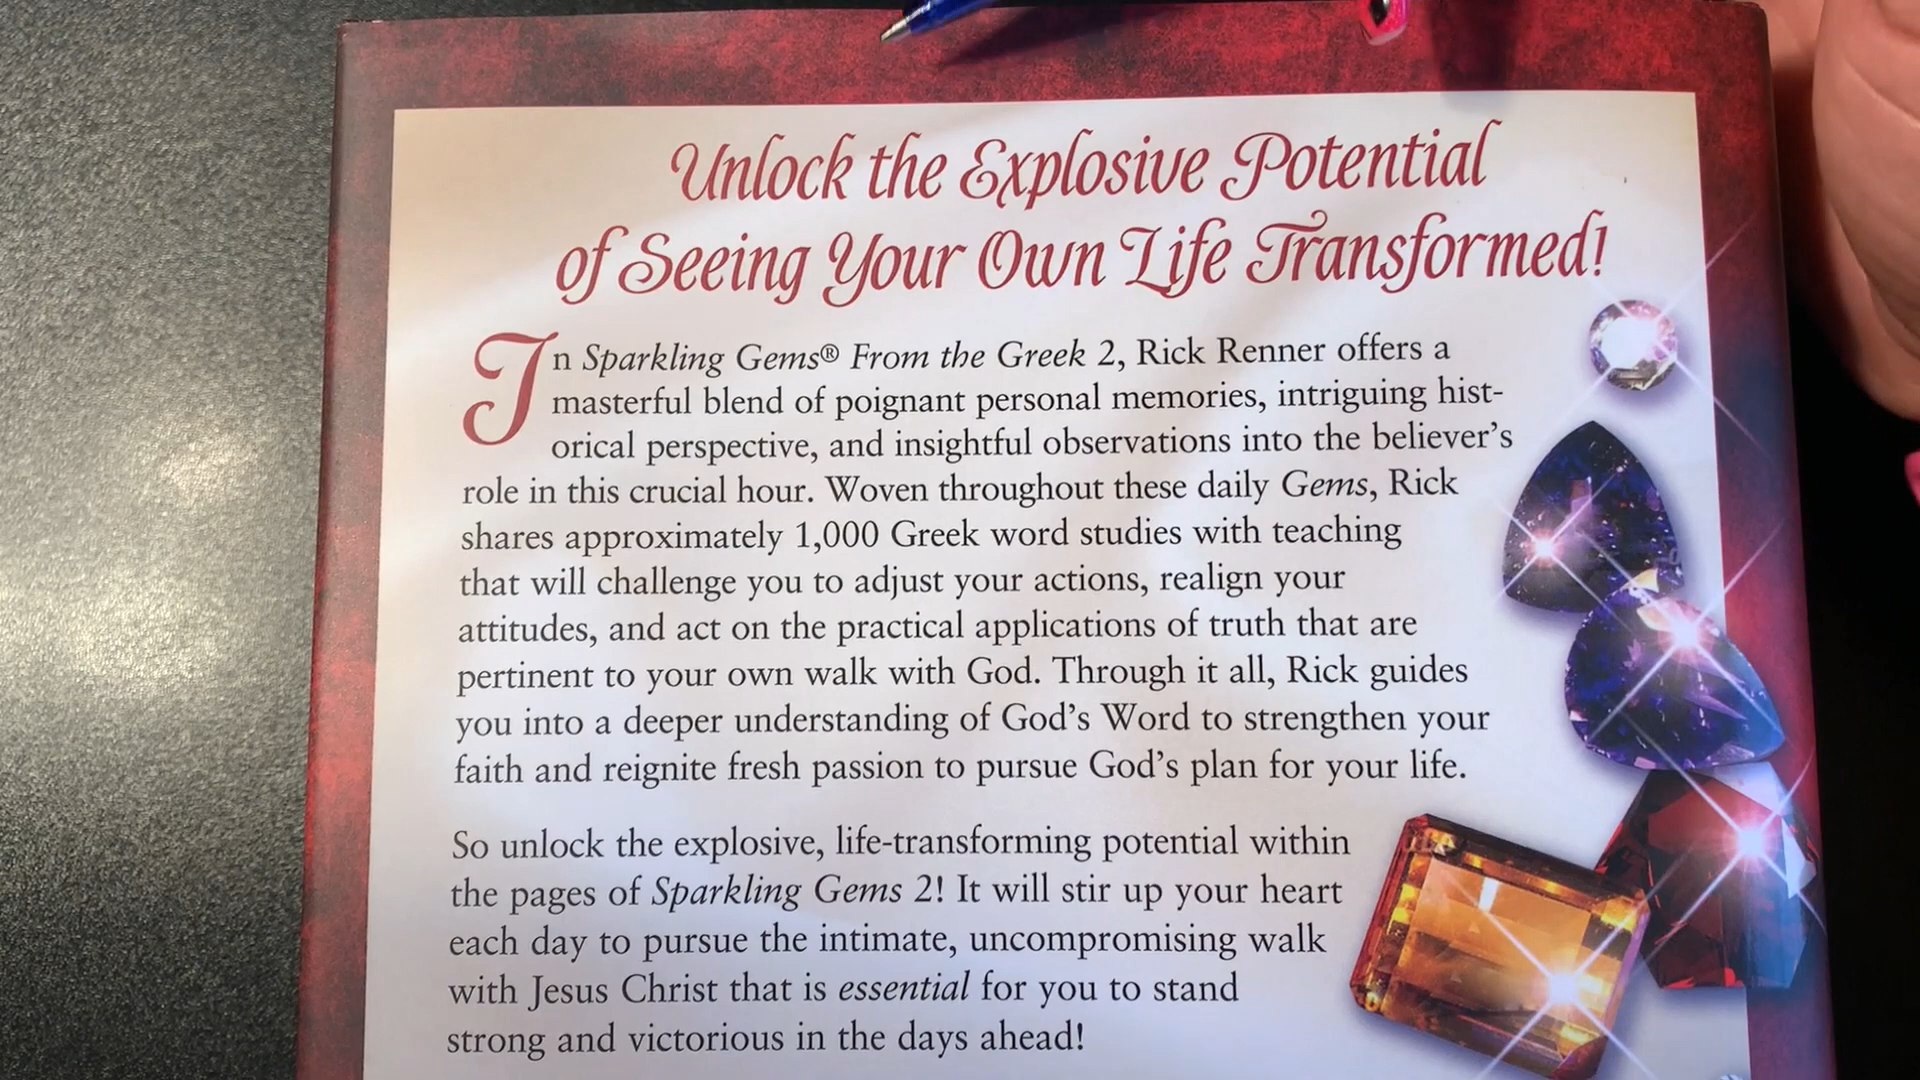 Unlock the Explosive Potential
of Seeing Your Own Life Transformed!
In Sparkling Gems® From the Greek 2, Rick Renner offers a
masterful blend of poignant personal memories, intriguing hist-
orical perspective, and insightful observations into the believer's
role in this crucial hour. Woven throughout these daily Gems, Rick
shares approximately 1,000 Greek word studies with teaching
that will challenge you to adjust your actions, realign your
attitudes, and act on the practical applications of truth that are
pertinent to your own walk with God. Through it all, Rick guides
you into a deeper understanding of God's Word to strengthen your
faith and reignite fresh passion to pursue God's plan for your life.
So unlock the explosive, life-transforming potential within
the pages of Sparkling Gems 2! It will stir up your heart
each day to pursue the intimate, uncompromising walk
with Jesus Christ that is essential for you to stand
strong and victorious in the days ahead!